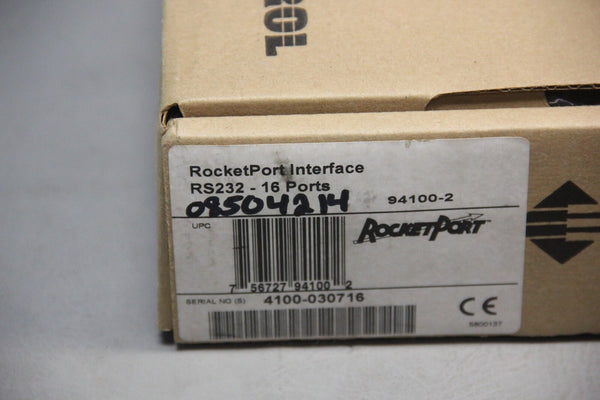 ROL
RocketPort Interface
RS232 - 16 Ports
08504214
94100-2
UPC
ROCKETPORT™
7 56727 94100 2
SERIAL NO (S) 4100-030716
CE
5800137